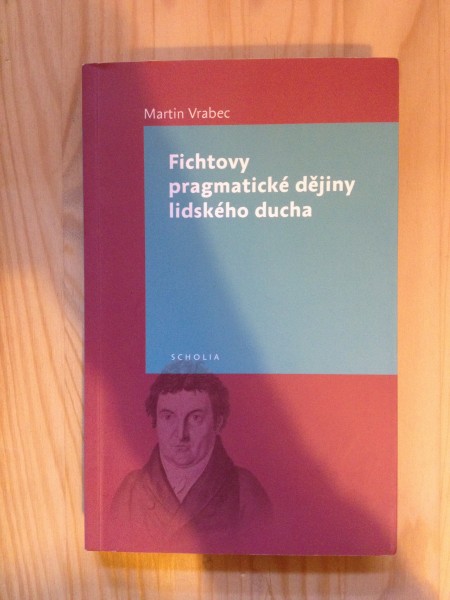 Martin Vrabec
Fichtovy
pragmatické dějiny
lidského ducha
SCHOLIA